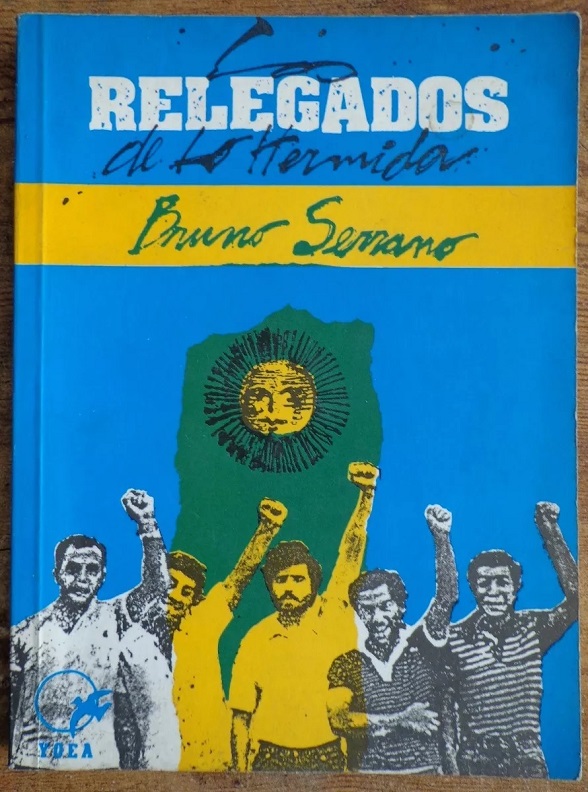 Los
RELEGADOS
de Lo Hermida
Bruno Serrano
YOEA